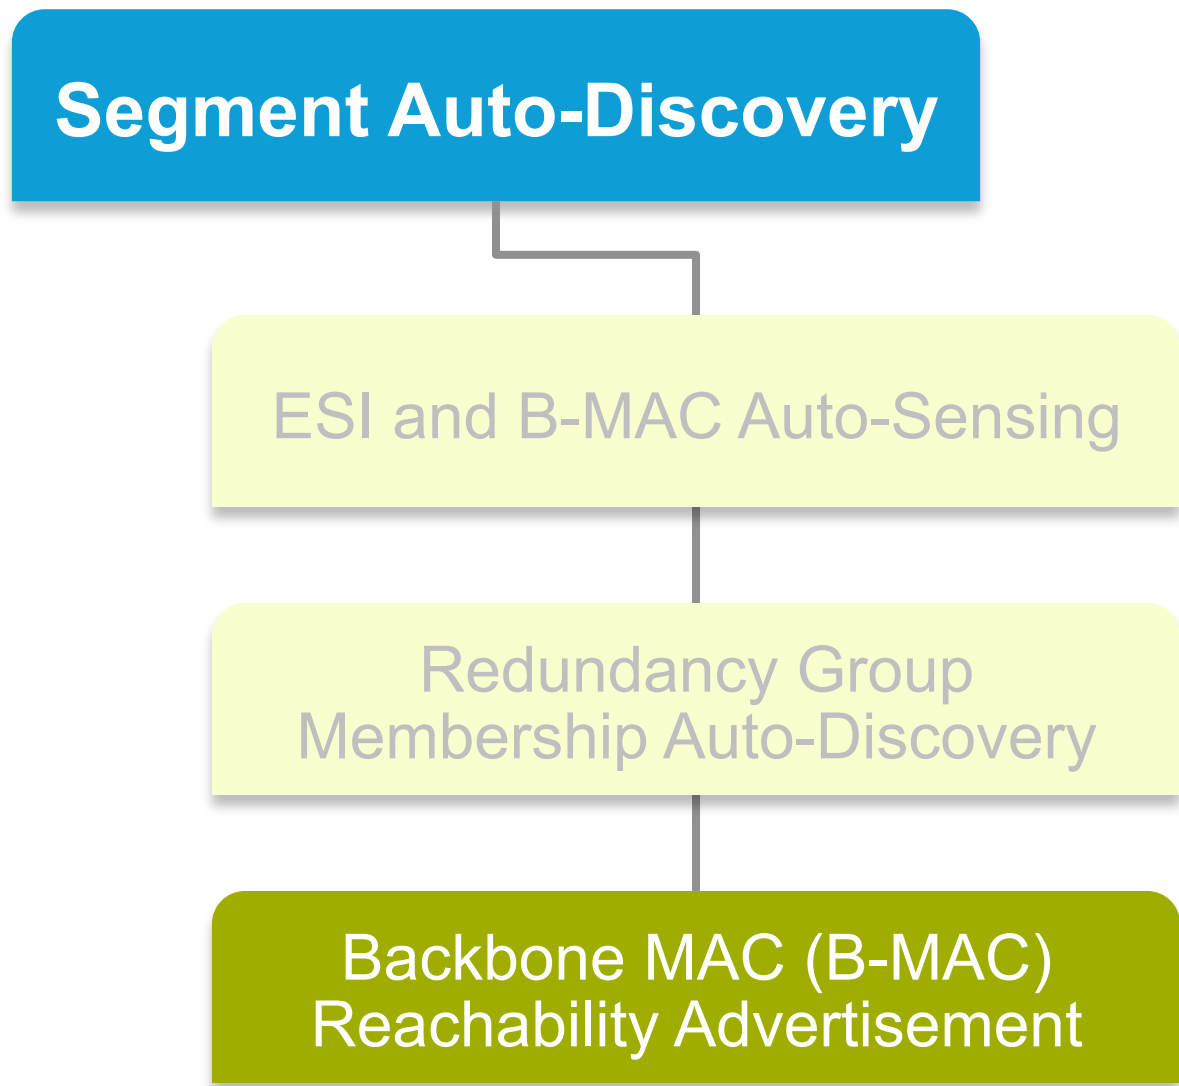 Segment Auto-Discovery
ESI and B-MAC Auto-Sensing
Redundancy Group
Membership Auto-Discovery
Backbone MAC (B-MAC)
Reachability Advertisement